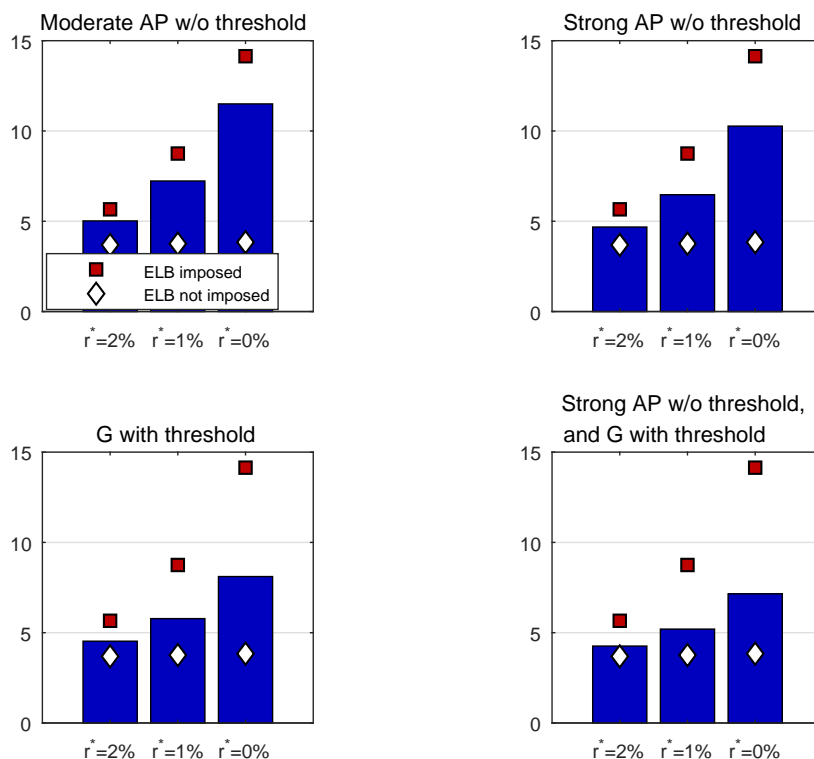 Moderate AP w/o threshold
15
10
5
0
ELB imposed
ELB not imposed
r*=2% r*=1% r*=0%
Strong AP w/o threshold
15
10
5
0
r*=2% r*=1% r*=0%
G with threshold
15
10
5
0
r*=2% r*=1% r*=0%
Strong AP w/o threshold,
and G with threshold
15
10
5
0
r*=2% r*=1% r*=0%